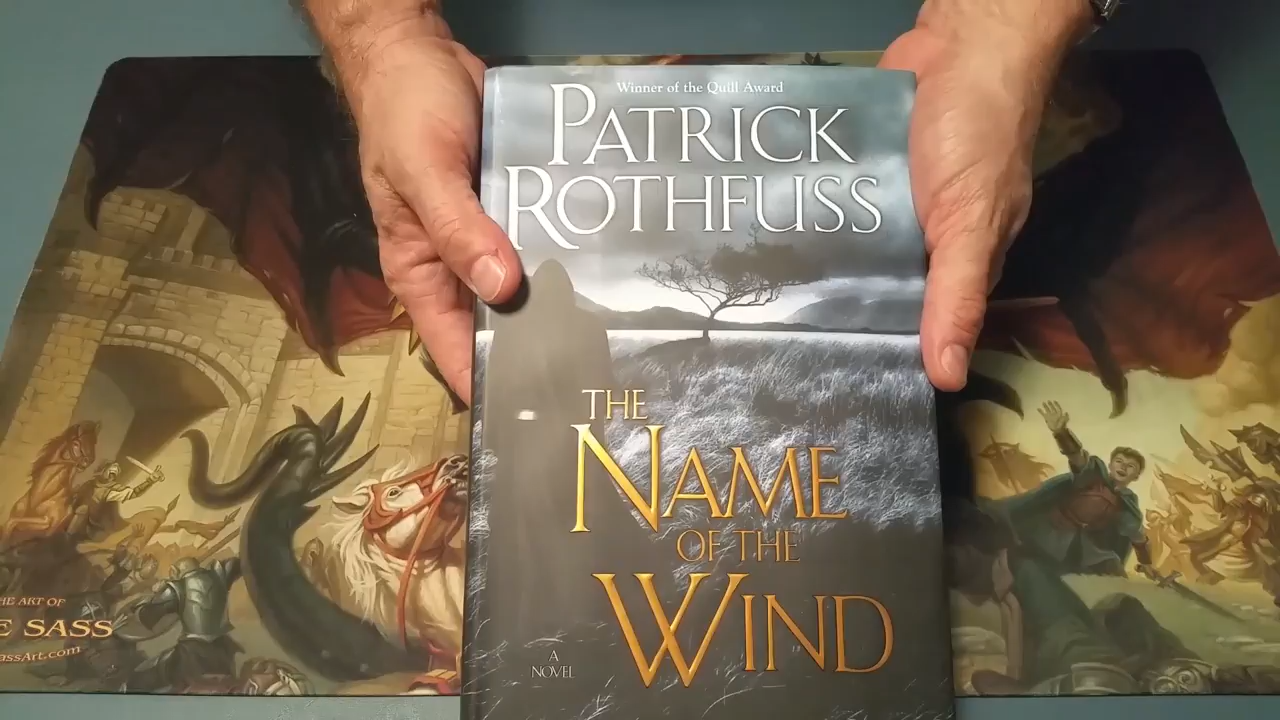 Winner of the Quill Award
PATRICK
ROTHFUSS
THE
NAME
OF THE
WIND
A
NOVEL
HE ART OF
E SASS
assArt.com